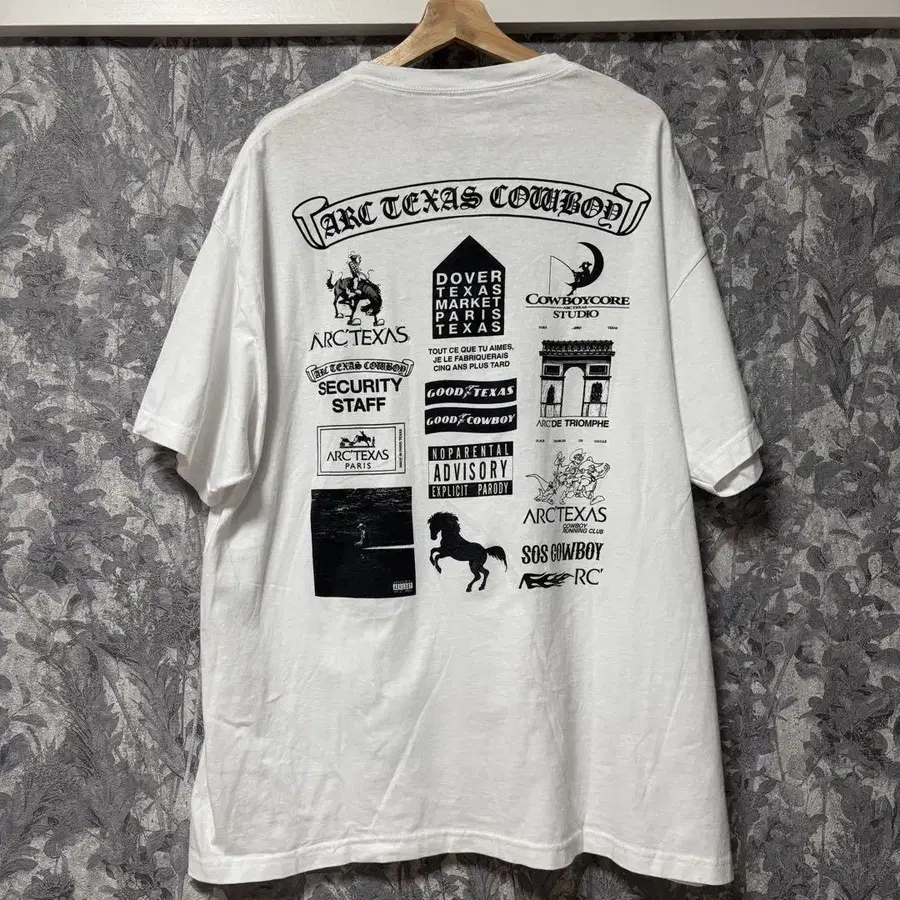 ARC TEXAS COWBOY
ARC'TEXAS
ARC TEXAS COWBOY
SECURITY
STAFF
ARC'TEXAS
PARIS
DOVER
TEXAS
MARKET
PARIS
TEXAS
TOUT CE QUE TU AIMES,
JE LE FABRIQUERAIS
CINQ ANS PLUS TARD
GOOD TEXAS
GOOD COWBOY
NOPARENTAL
ADVISORY
EXPLICIT PARODY
COWBOYCORE
ARC TEXAS
STUDIO
ARC'DE TRIOMPHE
ARC'TEXAS
COWBOY
RUNNING CLUB
SOS COWBOY
RC'